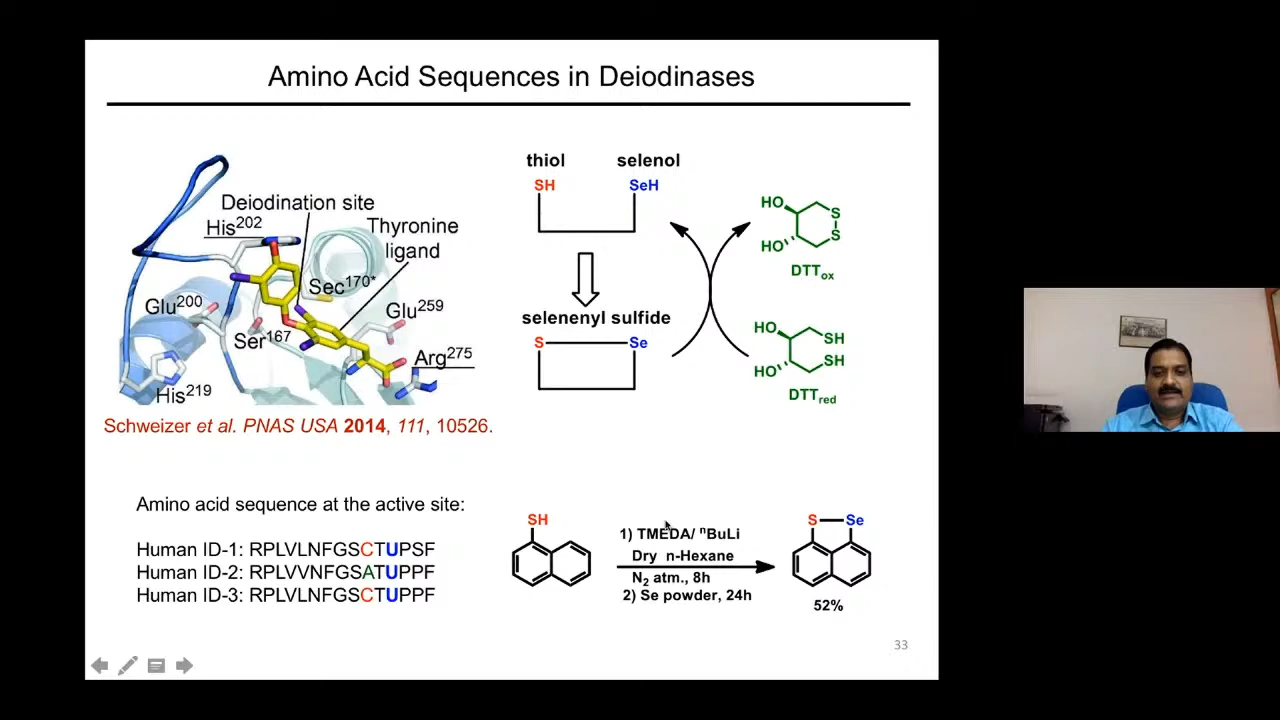 Amino Acid Sequences in Deiodinases
Deiodination site
His202
Thyronine
ligand
Sec170*
Glu200
Glu259
Ser167
Arg275
His219
Schweizer et al. PNAS USA 2014, 111, 10526.
thiol
selenol
SH
SeH
selenenyl sulfide
S
Se
HO
S
S
HO
DTTox
HO
SH
SH
HO
DTTred
Amino acid sequence at the active site:
Human ID-1: RPLVLNFGSCTUPSF
Human ID-2: RPLVVNFGSATUPPF
Human ID-3: RPLVLNFGSCTUPPF
SH
1) TMEDA/ nBuLi
Dry n-Hexane
N2 atm., 8h
2) Se powder, 24h
S
Se
52%
33